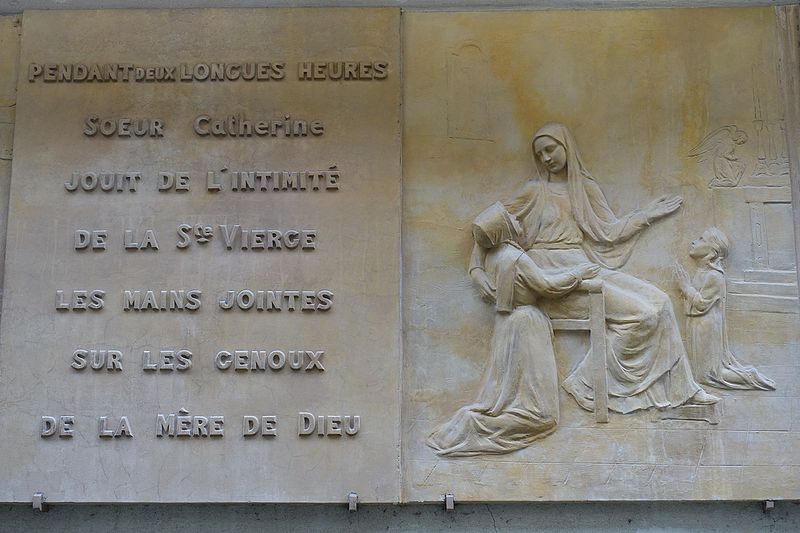 PENDANT DEUX LONGUES HEURES
SOEUR Catherine
JOUIT DE L'INTIMITÉ
DE LA Ste VIERGE
LES MAINS JOINTES
SUR LES GENOUX
DE LA MÈRE DE DIEU